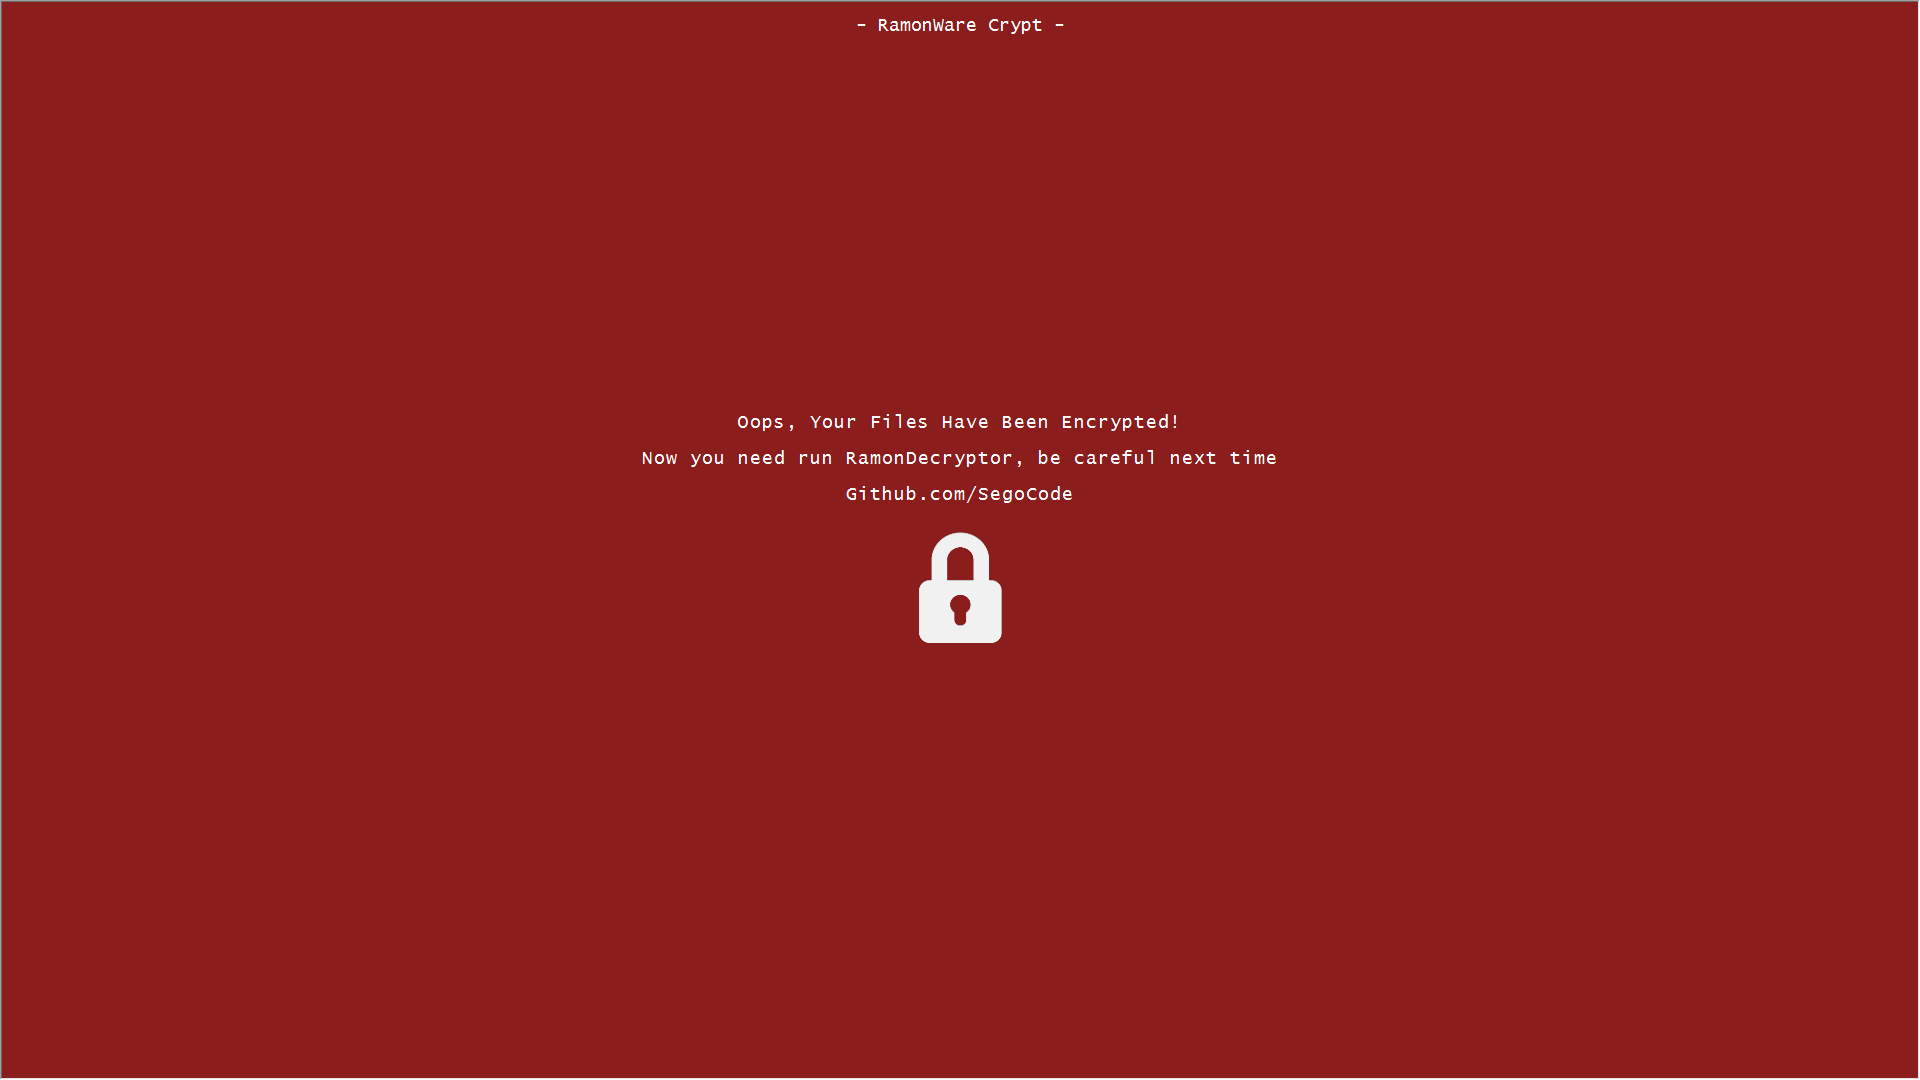 - RamonWare Crypt -
Oops, Your Files Have Been Encrypted!
Now you need run RamonDecryptor, be careful next time
Github.com/SegoCode